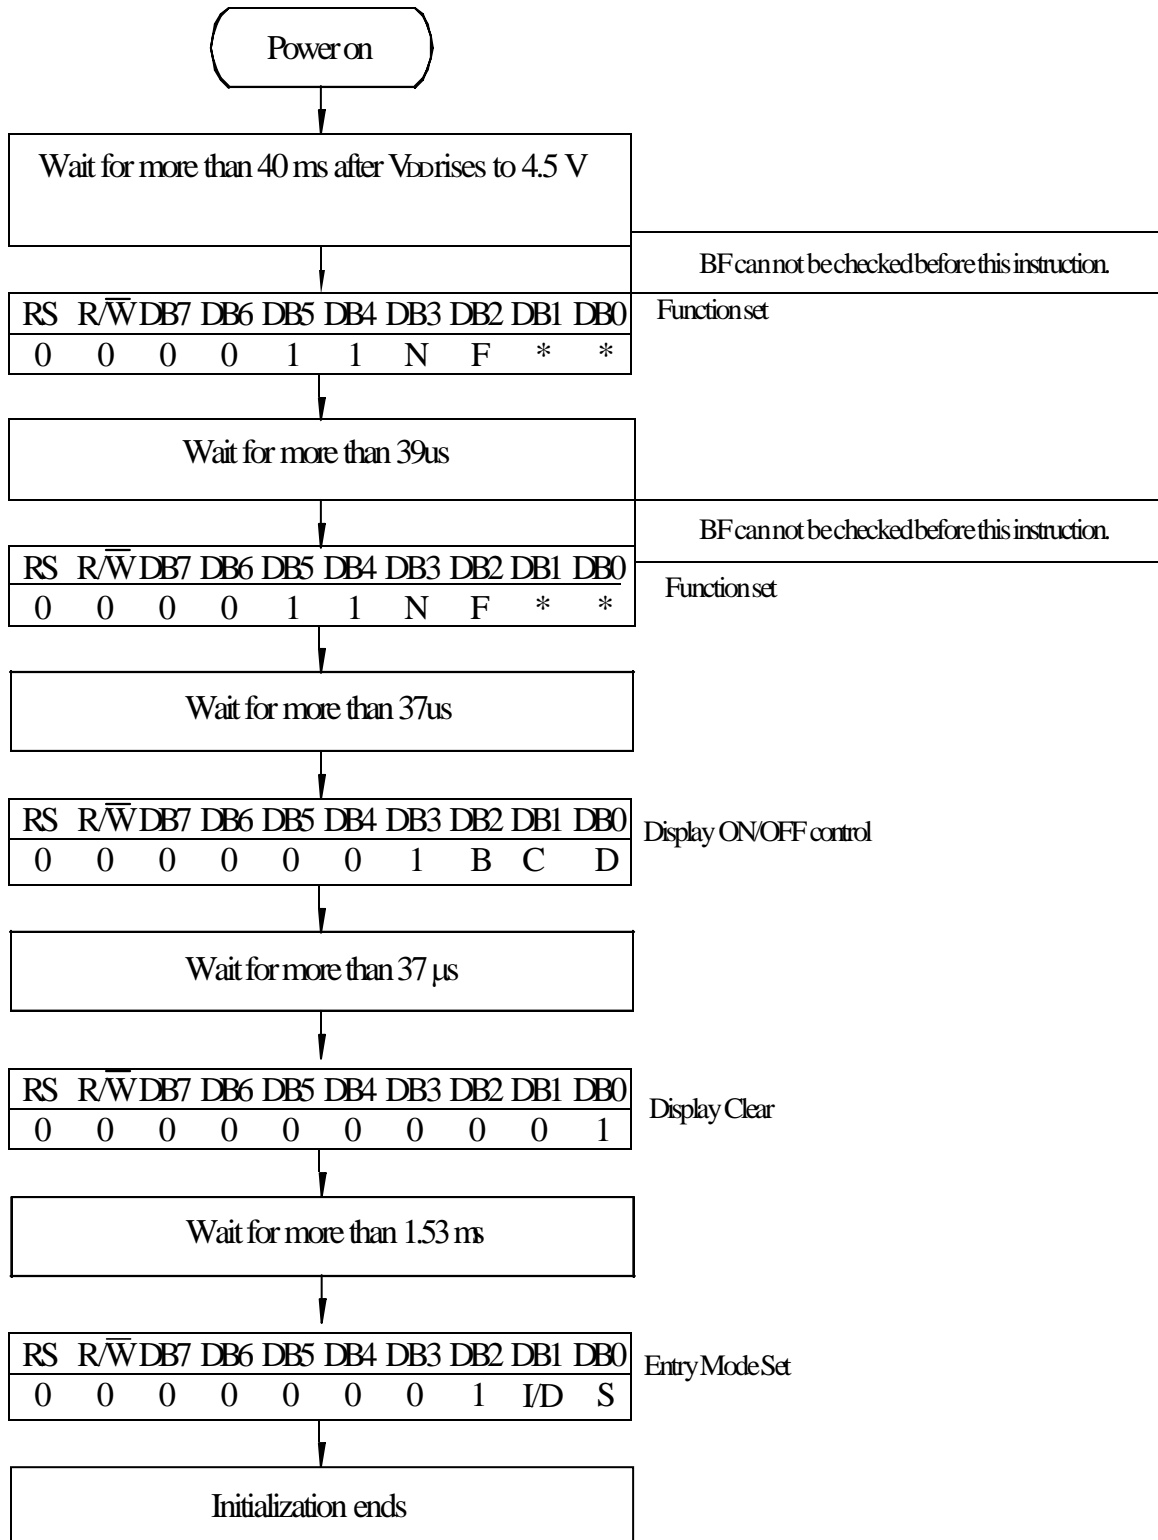 Power on
Wait for more than 40 ms after VDD rises to 4.5 V
BF can not be checked before this instruction.
RS R/W̅ DB7 DB6 DB5 DB4 DB3 DB2 DB1 DB0
Function set
0 0 0 0 1 1 N F * *
Wait for more than 39us
BF can not be checked before this instruction.
RS R/W̅ DB7 DB6 DB5 DB4 DB3 DB2 DB1 DB0
Function set
0 0 0 0 1 1 N F * *
Wait for more than 37us
RS R/W̅ DB7 DB6 DB5 DB4 DB3 DB2 DB1 DB0
Display ON/OFF control
0 0 0 0 0 0 1 B C D
Wait for more than 37 μs
RS R/W̅ DB7 DB6 DB5 DB4 DB3 DB2 DB1 DB0
Display Clear
0 0 0 0 0 0 0 0 0 1
Wait for more than 1.53 ms
RS R/W̅ DB7 DB6 DB5 DB4 DB3 DB2 DB1 DB0
Entry Mode Set
0 0 0 0 0 0 0 1 I/D S
Initialization ends